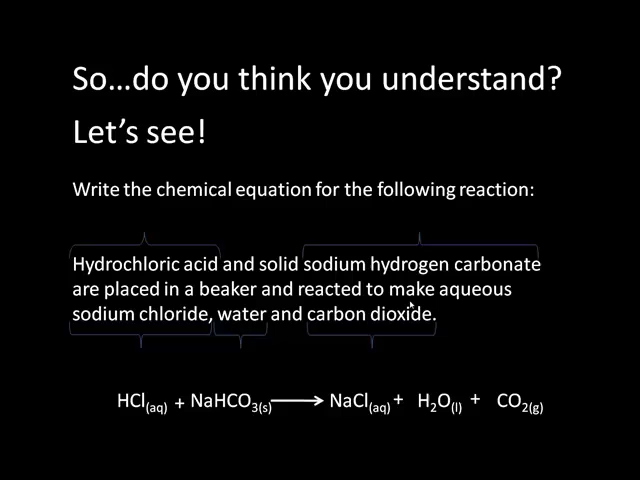 So…do you think you understand?
Let’s see!
Write the chemical equation for the following reaction:
Hydrochloric acid and solid sodium hydrogen carbonate
are placed in a beaker and reacted to make aqueous
sodium chloride, water and carbon dioxide.
HCl(aq) + NaHCO3(s) ⟶ NaCl(aq) + H2O(l) + CO2(g)